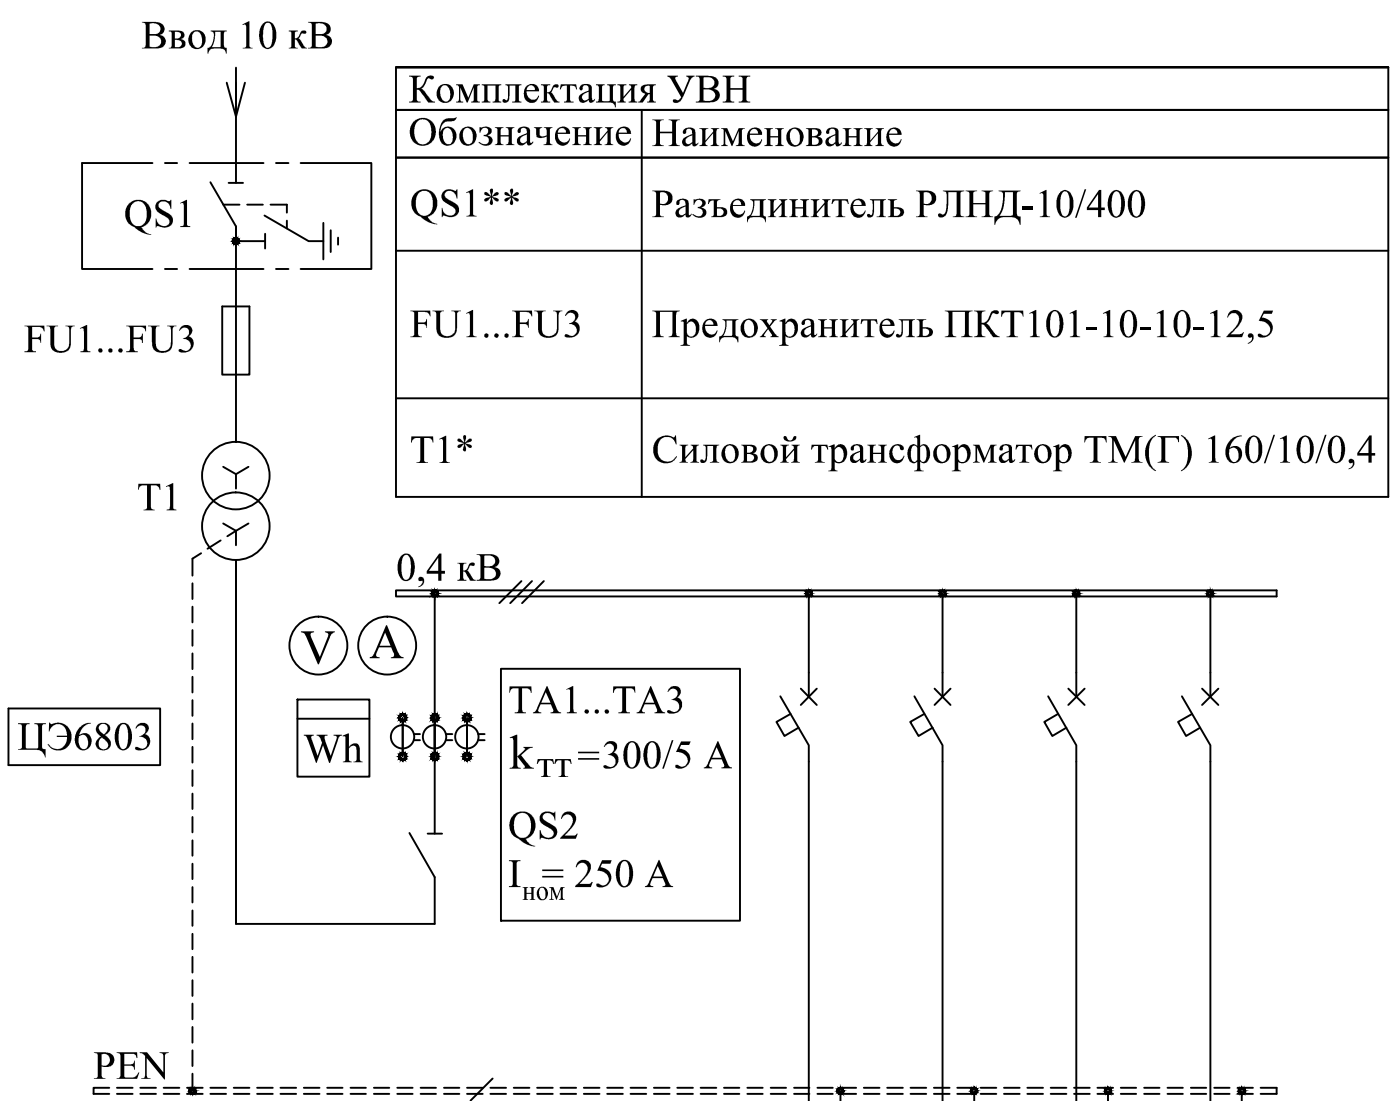 Ввод 10 кВ
Комплектация УВН
Обозначение Наименование
QS1** Разъединитель РЛНД-10/400
FU1...FU3 Предохранитель ПКТ101-10-10-12,5
T1* Силовой трансформатор ТМ(Г) 160/10/0,4
QS1
FU1...FU3
T1
0,4 кВ
V A
ЦЭ6803
Wh
TA1...TA3
kТТ=300/5 А
QS2
Iном= 250 А
PEN